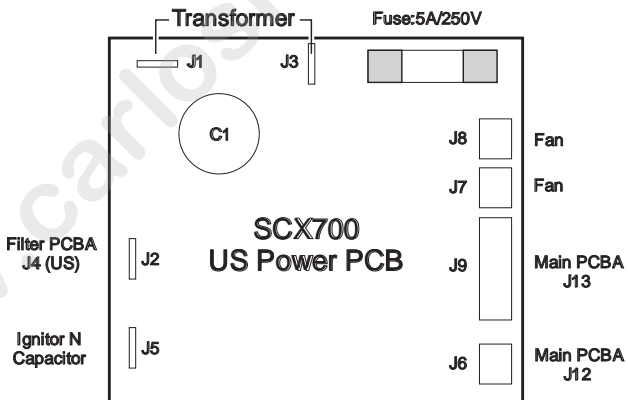 Transformer
Fuse:5A/250V
J1
J3
C1
J8
Fan
J7
Fan
SCX700
US Power PCB
Filter PCBA
J4 (US)
J2
J9
Main PCBA
J13
Ignitor N
Capacitor
J5
J6
Main PCBA
J12